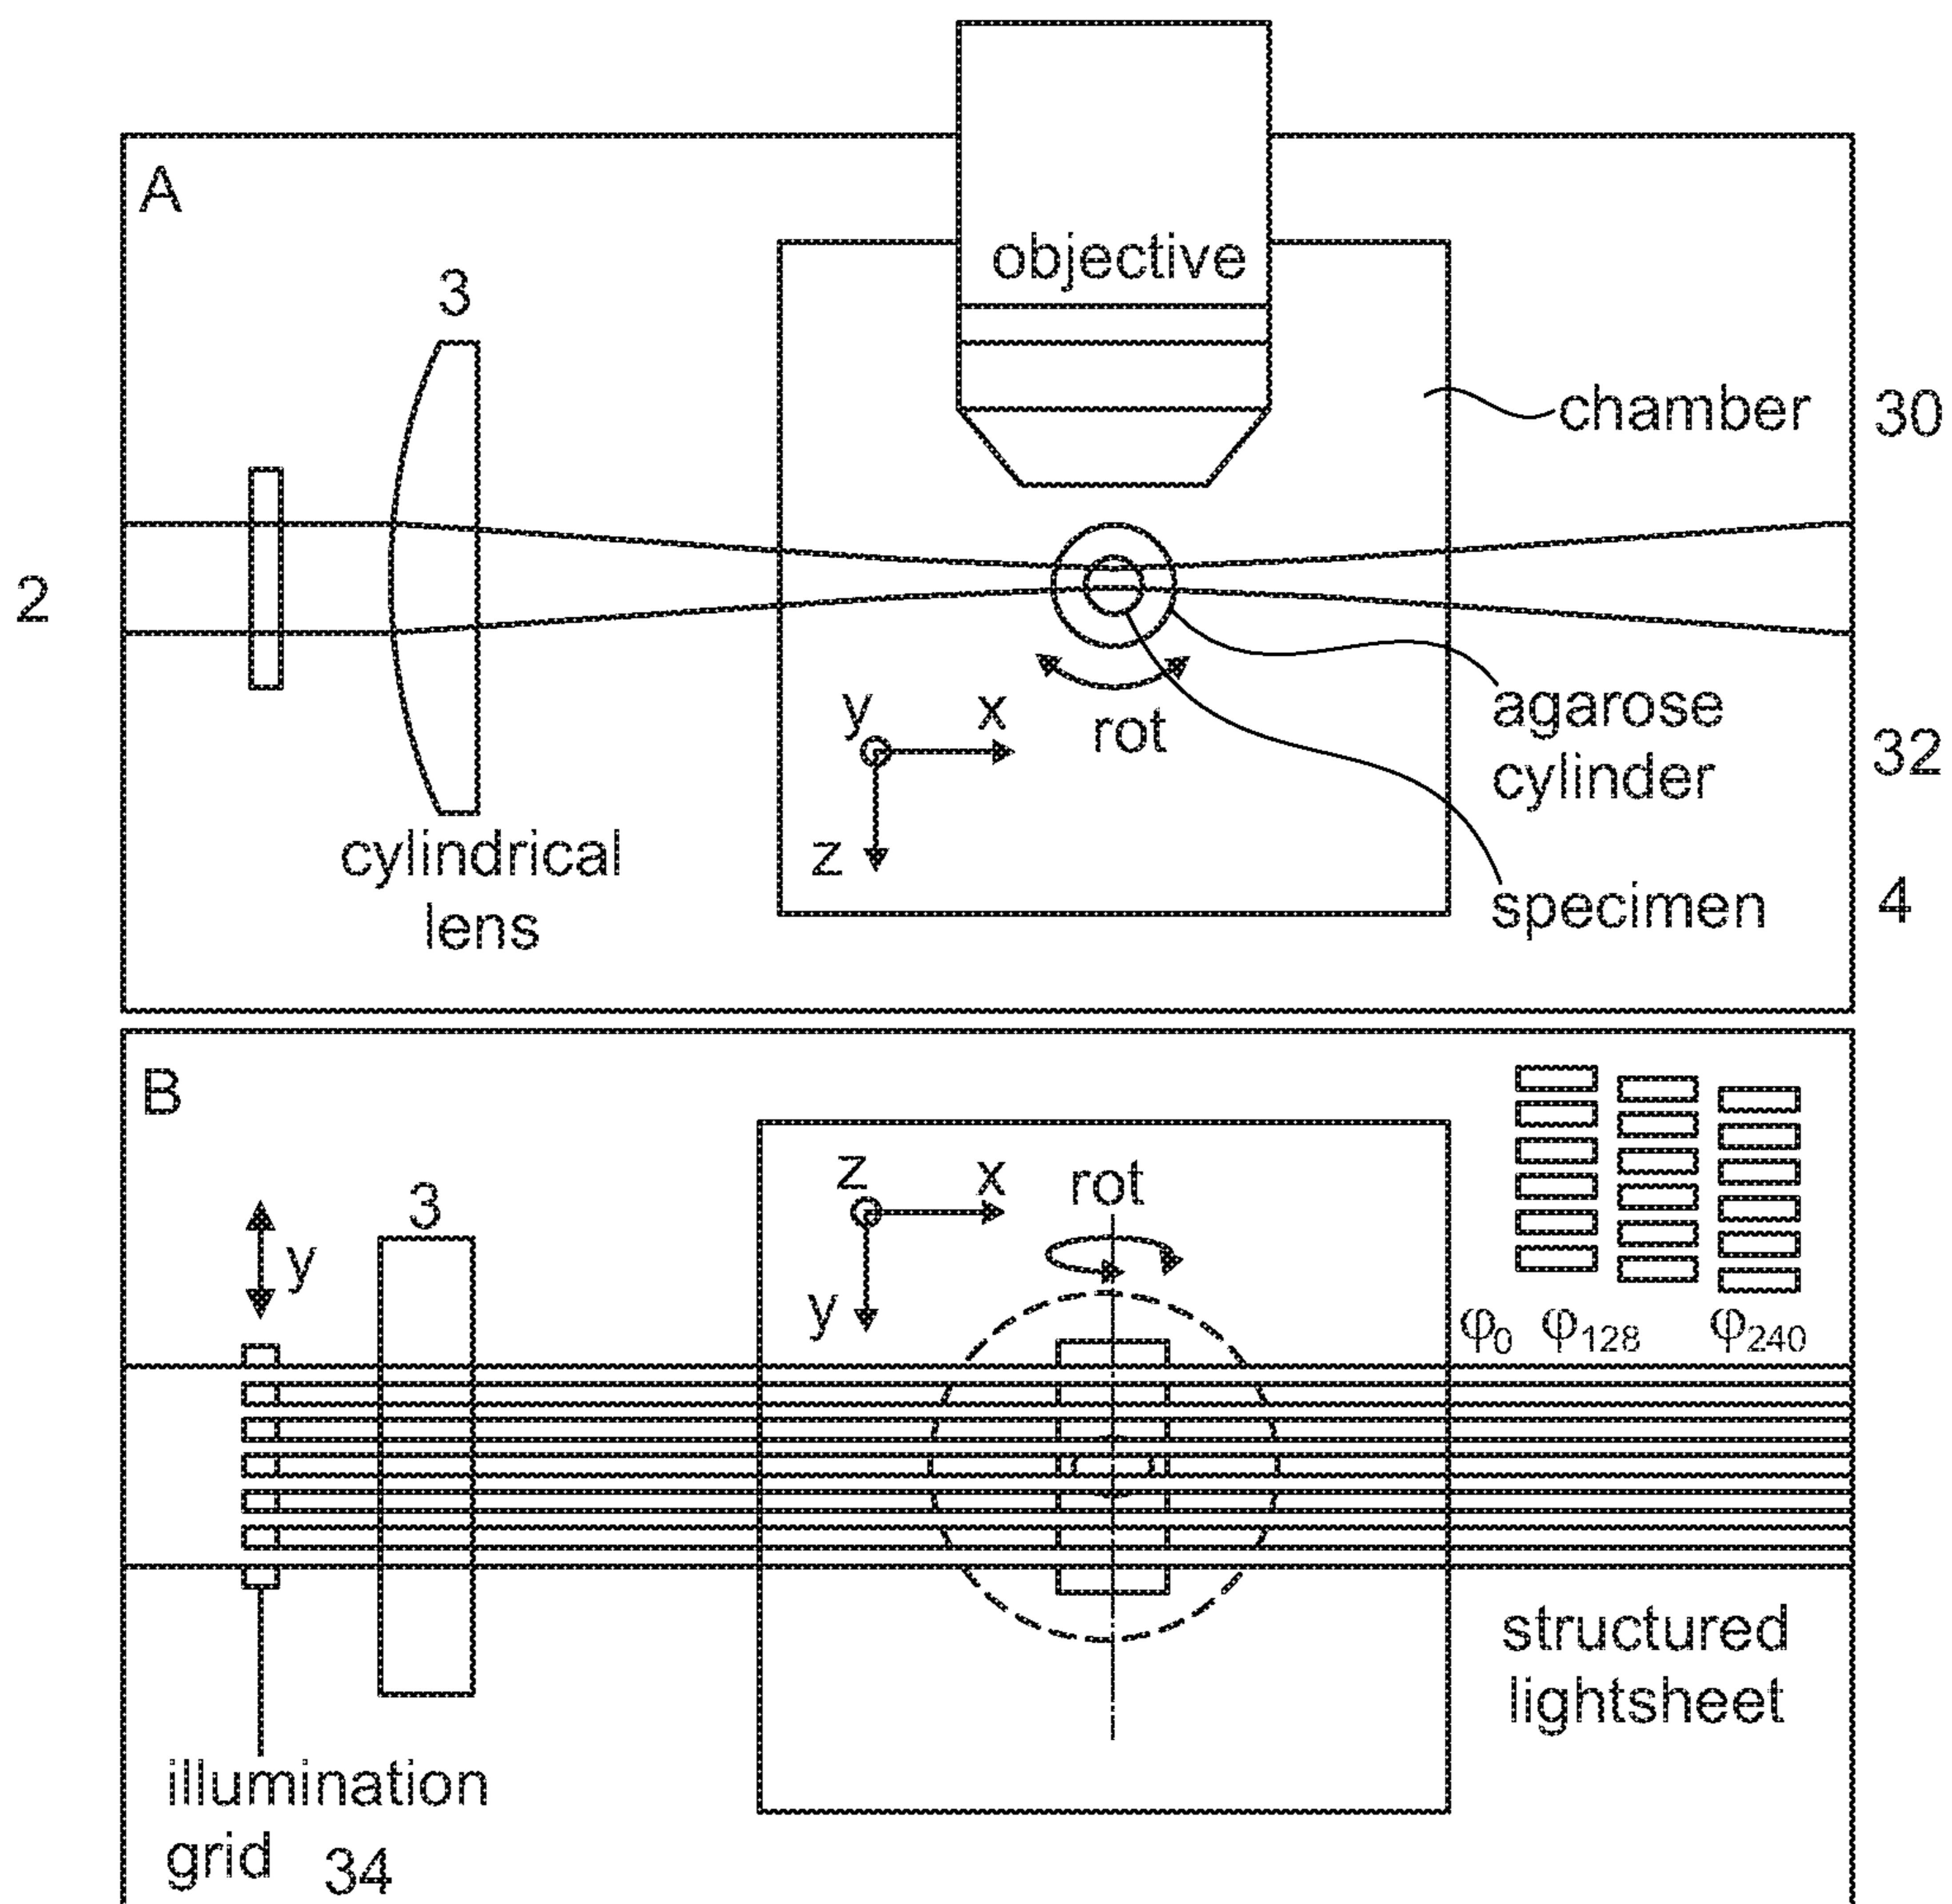 A
objective
3
chamber
30
2
y
x
rot
z
agarose
cylinder
32
cylindrical
lens
specimen
4
B
z
x
rot
3
y
y
φ0 φ128 φ240
structured
lightsheet
illumination
grid 34